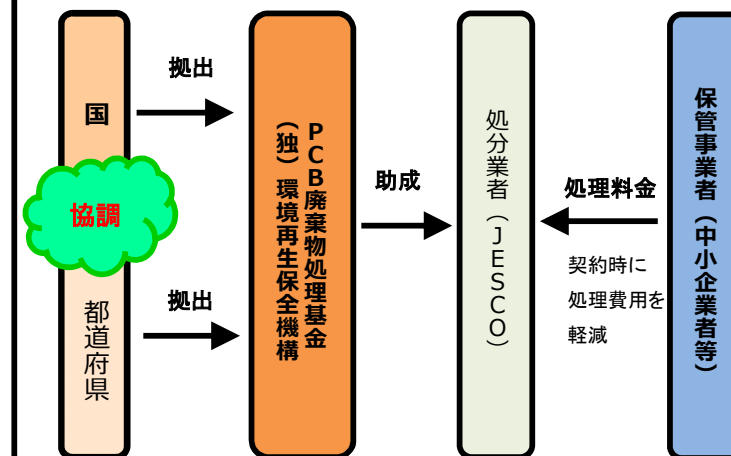 国
協調
都道府県
拠出
拠出
PCB廃棄物処理基金
（独）環境再生保全機構
助成
処分業者（JESCO）
処理料金
契約時に
処理費用を
軽減
保管事業者（中小企業者等）